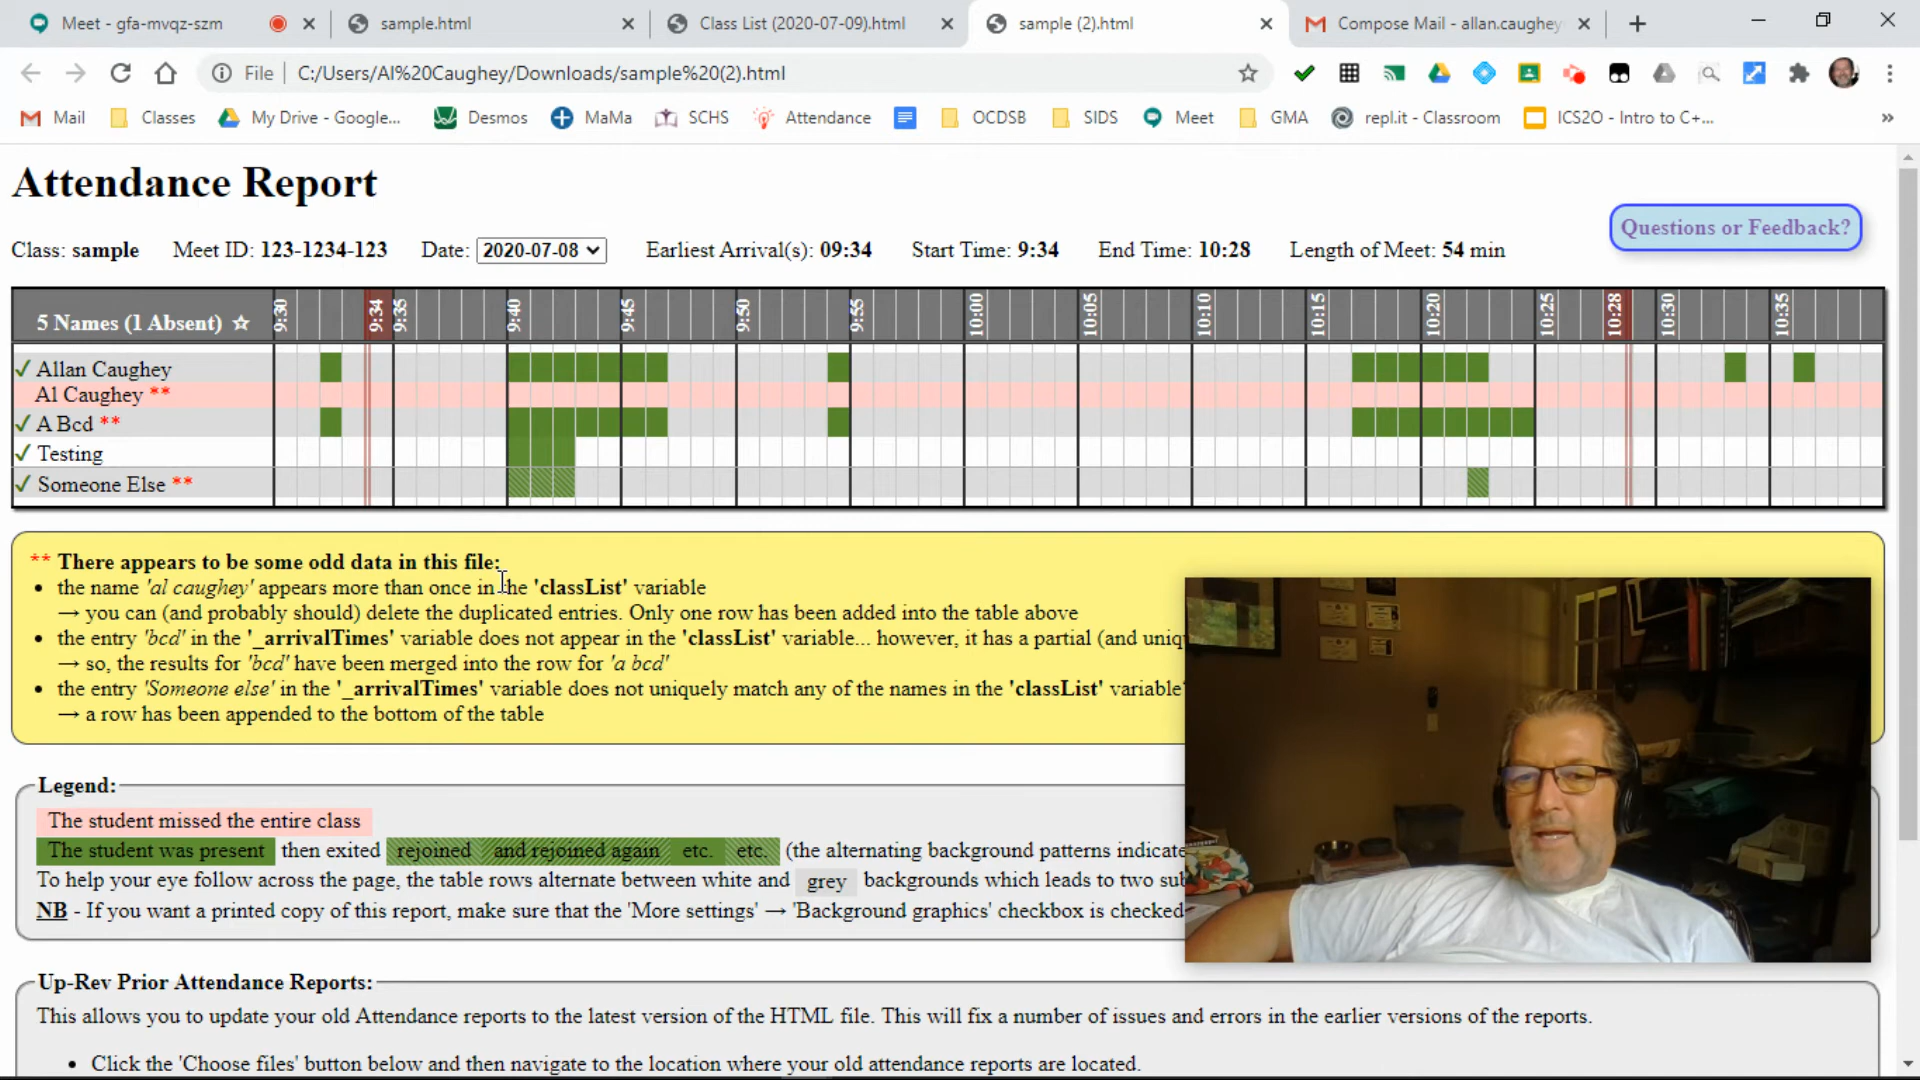 Meet - gfa-mvqz-szm
sample.html
Class List (2020-07-09).html
sample (2).html
Compose Mail - allan.caughey
File C:/Users/Al%20Caughey/Downloads/sample%20(2).html
Mail Classes My Drive - Google... Desmos MaMa SCHS Attendance OCDSB SIDS Meet GMA repl.it - Classroom ICS2O - Intro to C+... »
Attendance Report
Questions or Feedback?
Class: sample Meet ID: 123-1234-123 Date: 2020-07-08 Earliest Arrival(s): 09:34 Start Time: 9:34 End Time: 10:28 Length of Meet: 54 min
5 Names (1 Absent) ☆ 9:30 9:34 9:35 9:40 9:45 9:50 9:55 10:00 10:05 10:10 10:15 10:20 10:25 10:28 10:30 10:35
✓ Allan Caughey
Al Caughey **
✓ A Bcd **
✓ Testing
✓ Someone Else **
** There appears to be some odd data in this file:
• the name 'al caughey' appears more than once in the 'classList' variable
→ you can (and probably should) delete the duplicated entries. Only one row has been added into the table above
• the entry 'bcd' in the '_arrivalTimes' variable does not appear in the 'classList' variable... however, it has a partial (and uniq
→ so, the results for 'bcd' have been merged into the row for 'a bcd'
• the entry 'Someone else' in the '_arrivalTimes' variable does not uniquely match any of the names in the 'classList' variable
→ a row has been appended to the bottom of the table
Legend:
The student missed the entire class
The student was present then exited rejoined and rejoined again etc. etc. (the alternating background patterns indicate
To help your eye follow across the page, the table rows alternate between white and grey backgrounds which leads to two su
NB - If you want a printed copy of this report, make sure that the 'More settings' → 'Background graphics' checkbox is checked
Up-Rev Prior Attendance Reports:
This allows you to update your old Attendance reports to the latest version of the HTML file. This will fix a number of issues and errors in the earlier versions of the reports.
• Click the 'Choose files' button below and then navigate to the location where your old attendance reports are located.